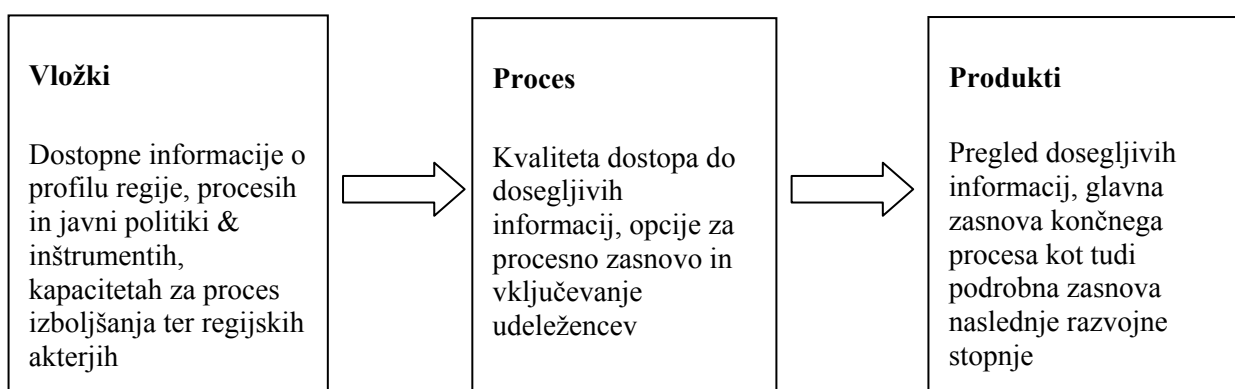 Vložki
Dostopne informacije o
profilu regije, procesih
in javni politiki &
inštrumentih,
kapacitetah za proces
izboljšanja ter regijskih
akterjih
Proces
Kvaliteta dostopa do
dosegljivih
informacij, opcije za
procesno zasnovo in
vključevanje
udeležencev
Produkti
Pregled dosegljivih
informacij, glavna
zasnova končnega
procesa kot tudi
podrobna zasnova
naslednje razvojne
stopnje